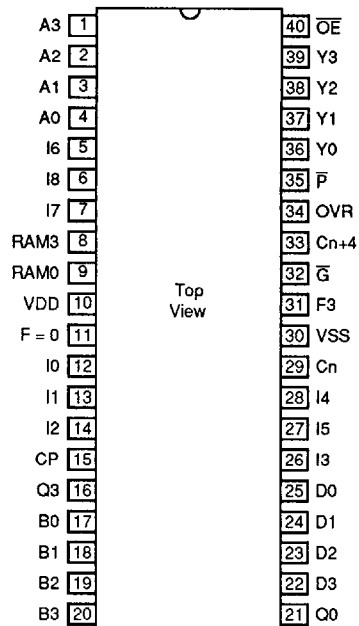 A3 1 40 O̅E̅
A2 2 39 Y3
A1 3 38 Y2
A0 4 37 Y1
I6 5 36 Y0
I8 6 35 P̅
I7 7 34 OVR
RAM3 8 33 Cn+4
RAM0 9 32 G̅
Top
View
VDD 10 31 F3
F = 0 11 30 VSS
I0 12 29 Cn
I1 13 28 I4
I2 14 27 I5
CP 15 26 I3
Q3 16 25 D0
B0 17 24 D1
B1 18 23 D2
B2 19 22 D3
B3 20 21 Q0